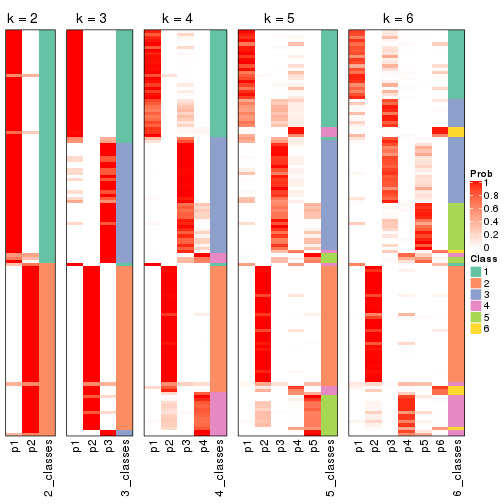 k = 2
k = 3
k = 4
k = 5
k = 6
Prob
1
0.8
0.6
0.4
0.2
0
Class
1
2
3
4
5
6
p1
p2
2_classes
p1
p2
p3
3_classes
p1
p2
p3
p4
4_classes
p1
p2
p3
p4
p5
5_classes
p1
p2
p3
p4
p5
p6
6_classes